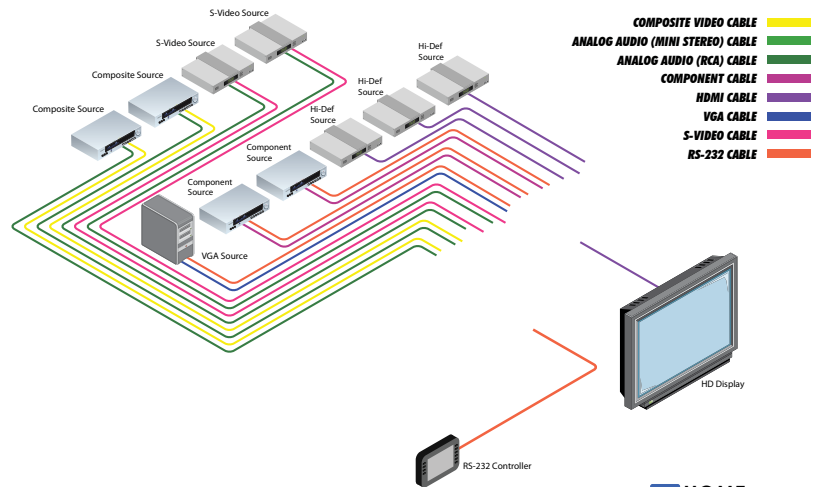 S-Video Source
S-Video Source
Composite Source
Composite Source
Hi-Def
Source
Hi-Def
Source
Hi-Def
Source
Component
Source
Component
Source
VGA Source
COMPOSITE VIDEO CABLE
ANALOG AUDIO (MINI STEREO) CABLE
ANALOG AUDIO (RCA) CABLE
COMPONENT CABLE
HDMI CABLE
VGA CABLE
S-VIDEO CABLE
RS-232 CABLE
HD Display
RS-232 Controller